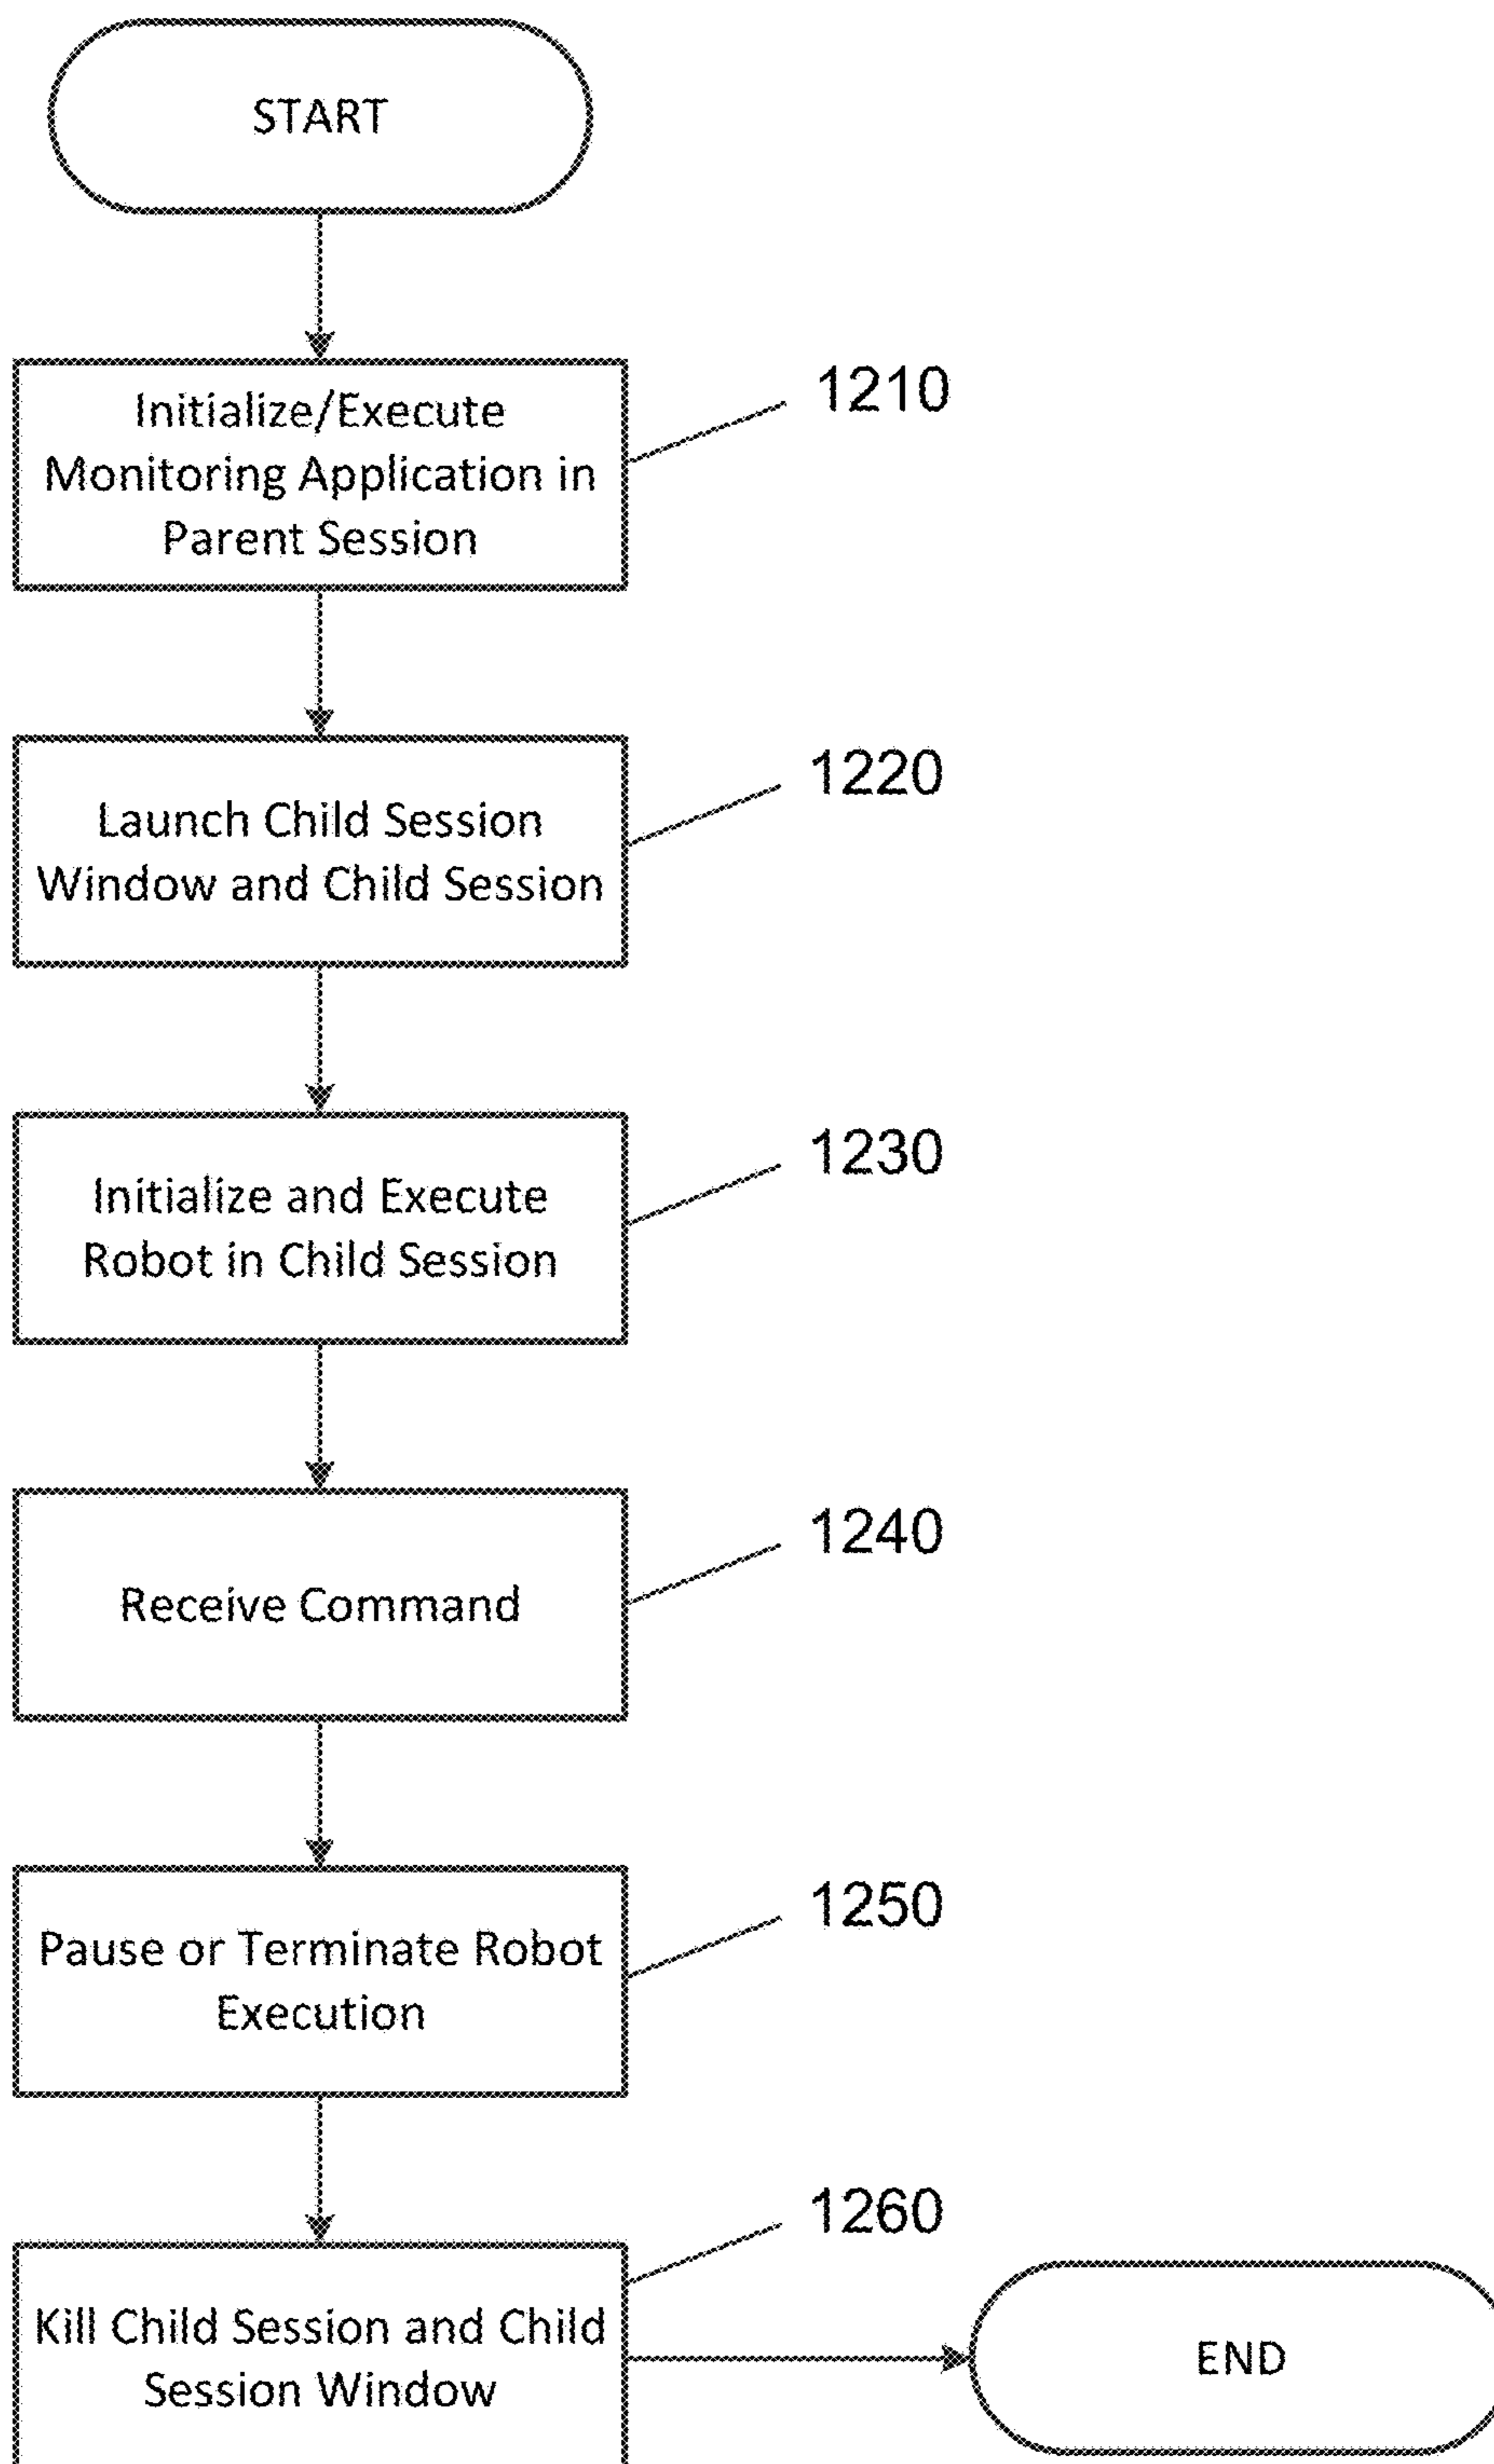 START
Initialize/Execute
Monitoring Application in
Parent Session
1210
Launch Child Session
Window and Child Session
1220
Initialize and Execute
Robot in Child Session
1230
Receive Command
1240
Pause or Terminate Robot
Execution
1250
Kill Child Session and Child
Session Window
1260
END